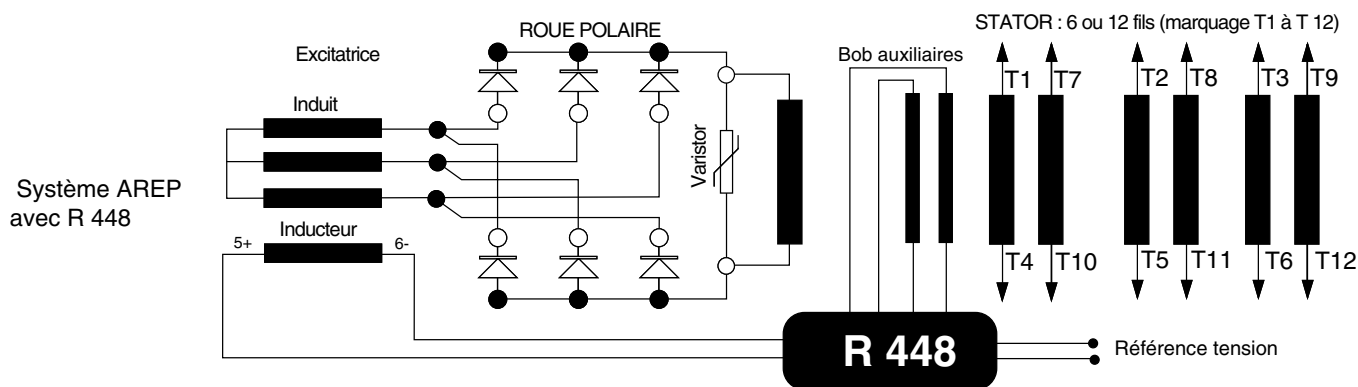 STATOR : 6 ou 12 fils (marquage T1 à T 12)
ROUE POLAIRE
Excitatrice
Bob auxiliaires
T1
T7
T2
T8
T3
T9
Induit
Varistor
Système AREP
avec R 448
Inducteur
5+
6-
T4
T10
T5
T11
T6
T12
R 448
Référence tension